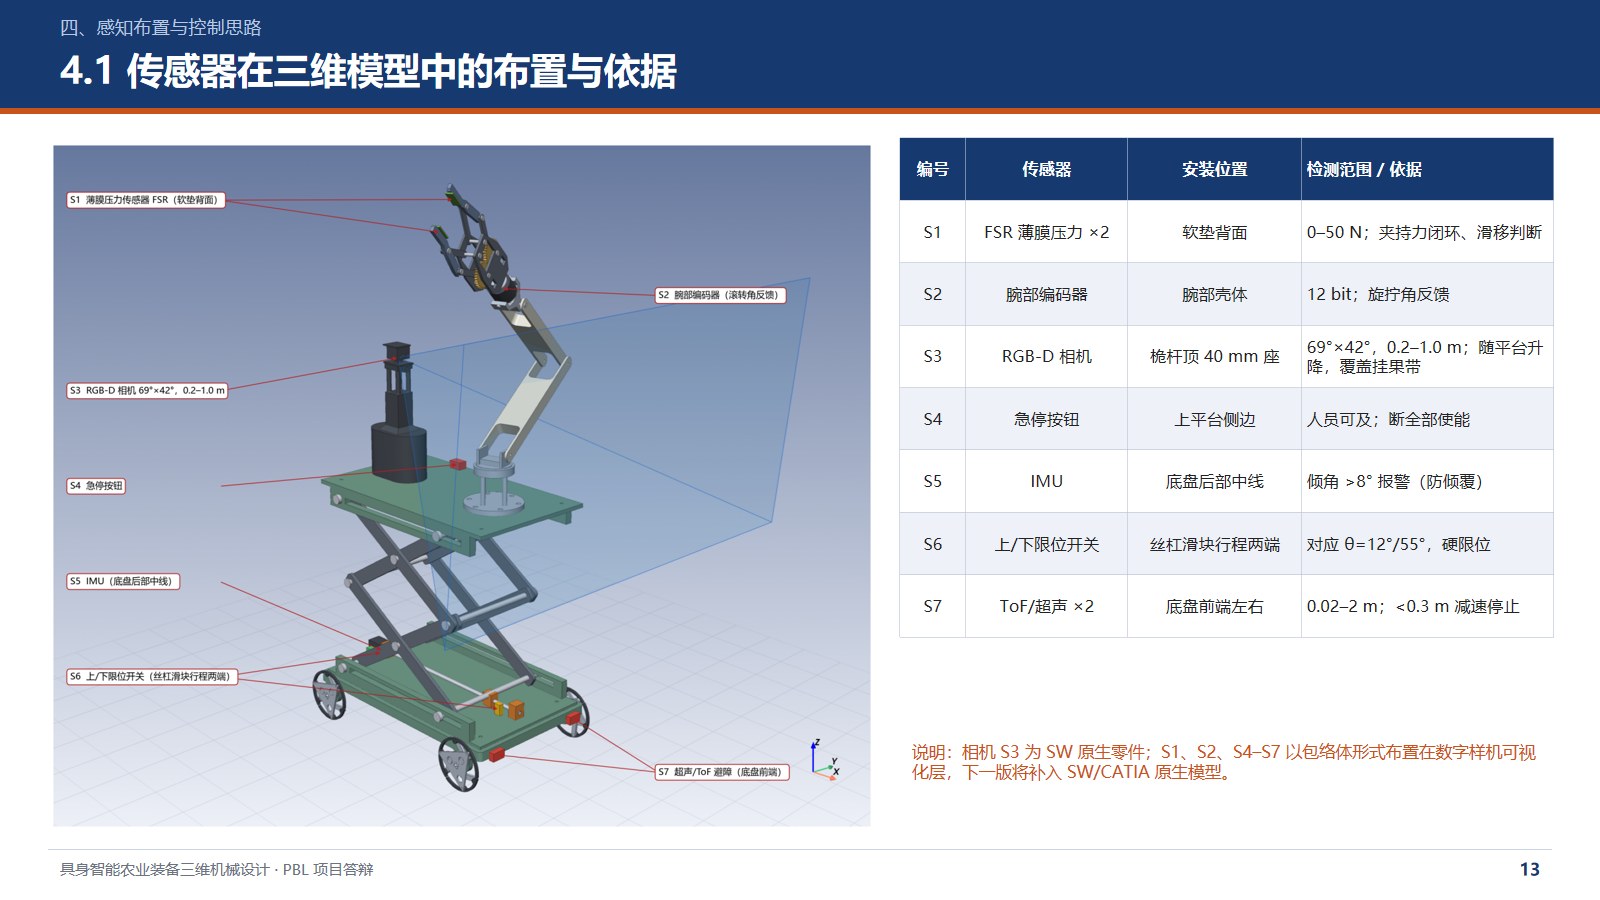 四、感知布置与控制思路
4.1 传感器在三维模型中的布置与依据
S1 薄膜压力传感器 FSR（软垫背面）
S2 腕部编码器（滚转角反馈）
S3 RGB-D 相机 69°×42°，0.2–1.0 m
S4 急停按钮
S5 IMU（底盘后部中线）
S6 上/下限位开关（丝杠滑块行程两端）
S7 超声/ToF 避障（底盘前端）
Z
Y
X
编号 传感器 安装位置 检测范围 / 依据
S1 FSR 薄膜压力 ×2 软垫背面 0–50 N；夹持力闭环、滑移判断
S2 腕部编码器 腕部壳体 12 bit；旋拧角反馈
S3 RGB-D 相机 桅杆顶 40 mm 座 69°×42°，0.2–1.0 m；随平台升
降，覆盖挂果带
S4 急停按钮 上平台侧边 人员可及；断全部使能
S5 IMU 底盘后部中线 倾角 >8° 报警（防倾覆）
S6 上/下限位开关 丝杠滑块行程两端 对应 θ=12°/55°，硬限位
S7 ToF/超声 ×2 底盘前端左右 0.02–2 m；<0.3 m 减速停止
说明：相机 S3 为 SW 原生零件；S1、S2、S4–S7 以包络体形式布置在数字样机可视
化层，下一版将补入 SW/CATIA 原生模型。
具身智能农业装备三维机械设计 · PBL 项目答辩
13